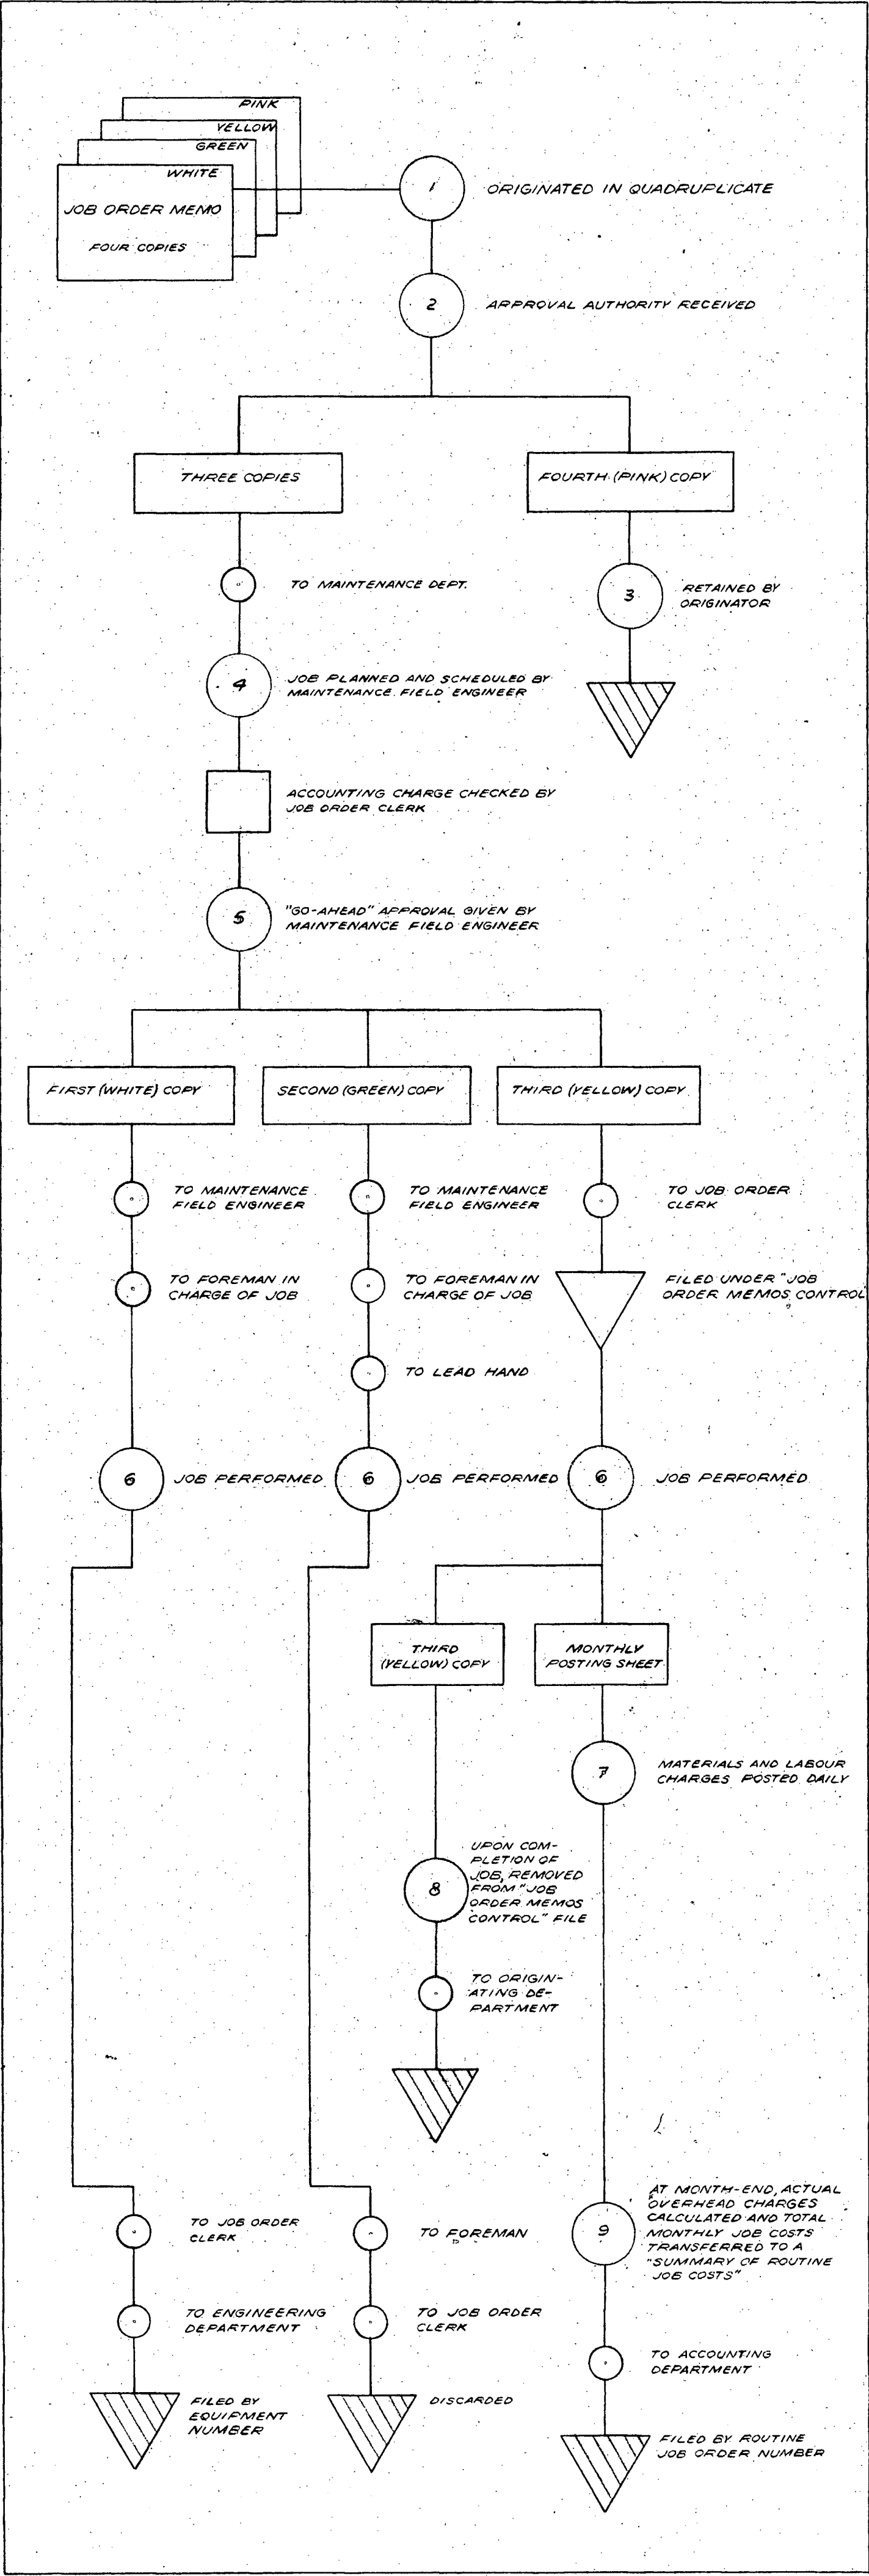 PINK
YELLOW
GREEN
WHITE
JOB ORDER MEMO
FOUR COPIES
1
ORIGINATED IN QUADRUPLICATE
2
APPROVAL AUTHORITY RECEIVED
THREE COPIES
FOURTH (PINK) COPY
TO MAINTENANCE DEPT.
3
RETAINED BY
ORIGINATOR
4
JOB PLANNED AND SCHEDULED BY
MAINTENANCE FIELD ENGINEER
ACCOUNTING CHARGE CHECKED BY
JOB ORDER CLERK
5
"GO-AHEAD" APPROVAL GIVEN BY
MAINTENANCE FIELD ENGINEER
FIRST (WHITE) COPY
SECOND (GREEN) COPY
THIRD (YELLOW) COPY
TO MAINTENANCE
FIELD ENGINEER
TO MAINTENANCE
FIELD ENGINEER
TO JOB ORDER
CLERK
TO FOREMAN IN
CHARGE OF JOB
TO FOREMAN IN
CHARGE OF JOB
FILED UNDER "JOB
ORDER MEMOS CONTROL
TO LEAD HAND
6
JOB PERFORMED
6
JOB PERFORMED
6
JOB PERFORMED
THIRD
(YELLOW) COPY
MONTHLY
POSTING SHEET
7
MATERIALS AND LABOUR
CHARGES POSTED DAILY
8
UPON COM-
PLETION OF
JOB, REMOVED
FROM "JOB
ORDER MEMOS
CONTROL" FILE
TO ORIGIN-
ATING DE-
PARTMENT
9
AT MONTH-END, ACTUAL
OVERHEAD CHARGES
CALCULATED AND TOTAL
MONTHLY JOB COSTS
TRANSFERRED TO A
"SUMMARY OF ROUTINE
JOB COSTS"
TO JOB ORDER
CLERK
TO FOREMAN
TO ENGINEERING
DEPARTMENT
TO JOB ORDER
CLERK
TO ACCOUNTING
DEPARTMENT
FILED BY
EQUIPMENT
NUMBER
DISCARDED
FILED BY ROUTINE
JOB ORDER NUMBER